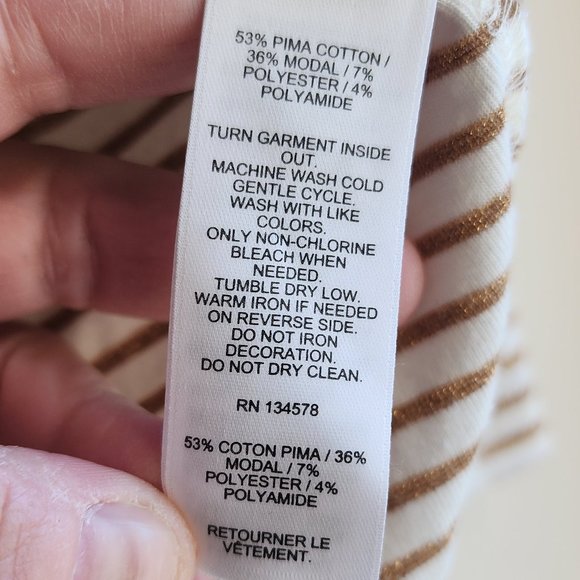 53% PIMA COTTON /
36% MODAL / 7%
POLYESTER / 4%
POLYAMIDE
TURN GARMENT INSIDE
OUT.
MACHINE WASH COLD
GENTLE CYCLE.
WASH WITH LIKE
COLORS.
ONLY NON-CHLORINE
BLEACH WHEN
NEEDED.
TUMBLE DRY LOW.
WARM IRON IF NEEDED
ON REVERSE SIDE.
DO NOT IRON
DECORATION.
DO NOT DRY CLEAN.
RN 134578
53% COTON PIMA / 36%
MODAL / 7%
POLYESTER / 4%
POLYAMIDE
RETOURNER LE
VÊTEMENT.